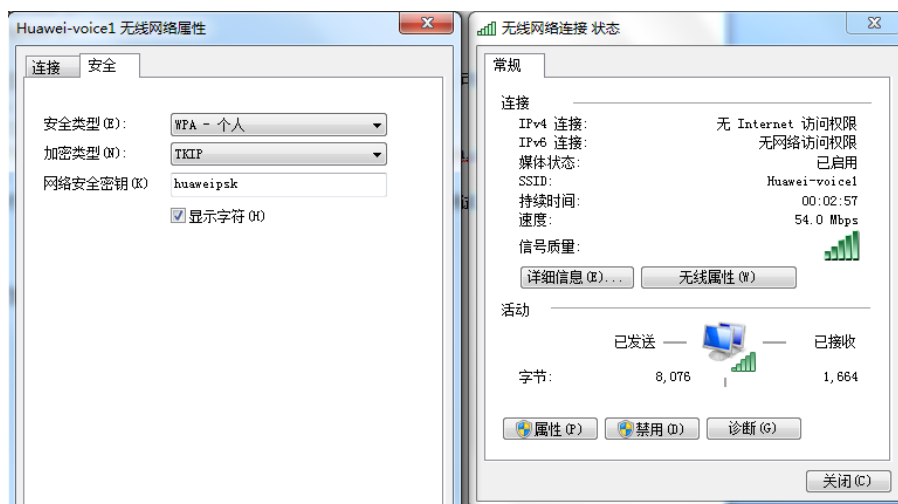 Huawei-voice1 无线网络属性
连接 安全
安全类型(E): WPA - 个人
加密类型(N): TKIP
网络安全密钥(K) huaweipsk
显示字符(H)
无线网络连接 状态
常规
连接
IPv4 连接: 无 Internet 访问权限
IPv6 连接: 无网络访问权限
媒体状态: 已启用
SSID: Huawei-voice1
持续时间: 00:02:57
速度: 54.0 Mbps
信号质量:
详细信息(E)... 无线属性(W)
活动
已发送 — — 已接收
字节: 8,076 1,664
属性(P) 禁用(D) 诊断(G)
关闭(C)